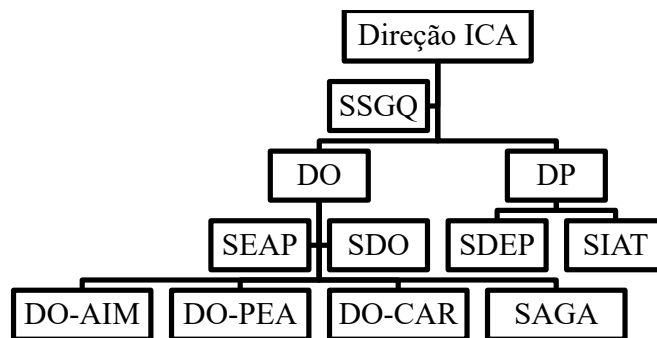 Direção ICA
SSGQ
DO
DP
SEAP
SDO
SDEP
SIAT
DO-AIM
DO-PEA
DO-CAR
SAGA